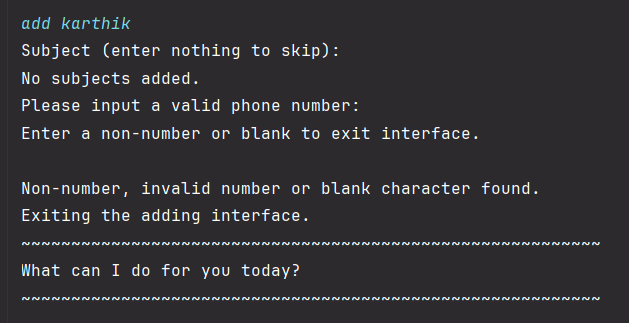 add karthik
Subject (enter nothing to skip):
No subjects added.
Please input a valid phone number:
Enter a non-number or blank to exit interface.
Non-number, invalid number or blank character found.
Exiting the adding interface.
~~~~~~~~~~~~~~~~~~~~~~~~~~~~~~~~~~~~~~~~~~~~~~~~~~~~~~~~~~
What can I do for you today?
~~~~~~~~~~~~~~~~~~~~~~~~~~~~~~~~~~~~~~~~~~~~~~~~~~~~~~~~~~